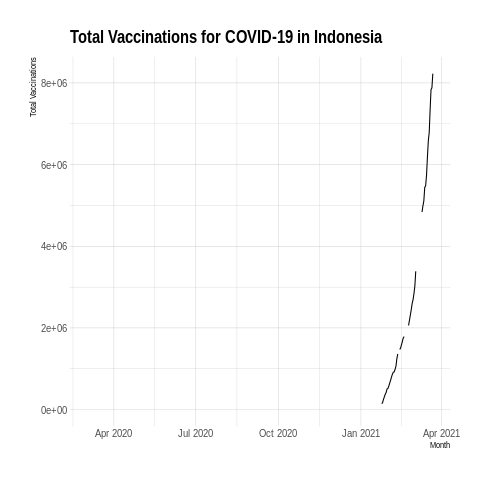 Total Vaccinations for COVID-19 in Indonesia
Total Vaccinations
8e+06
6e+06
4e+06
2e+06
0e+00
Apr 2020 Jul 2020 Oct 2020 Jan 2021 Apr 2021
Month